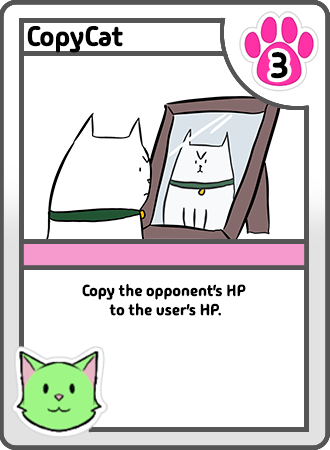 CopyCat
3
Copy the opponent's HP
to the user's HP.